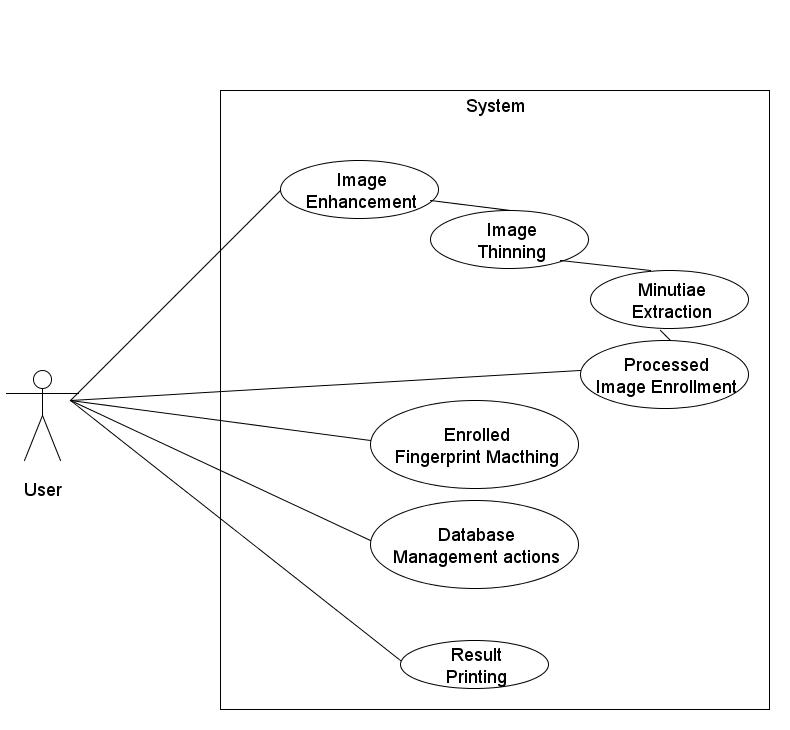 System
Image
Enhancement
Image
Thinning
Minutiae
Extraction
Processed
Image Enrollment
Enrolled
Fingerprint Macthing
User
Database
Management actions
Result
Printing